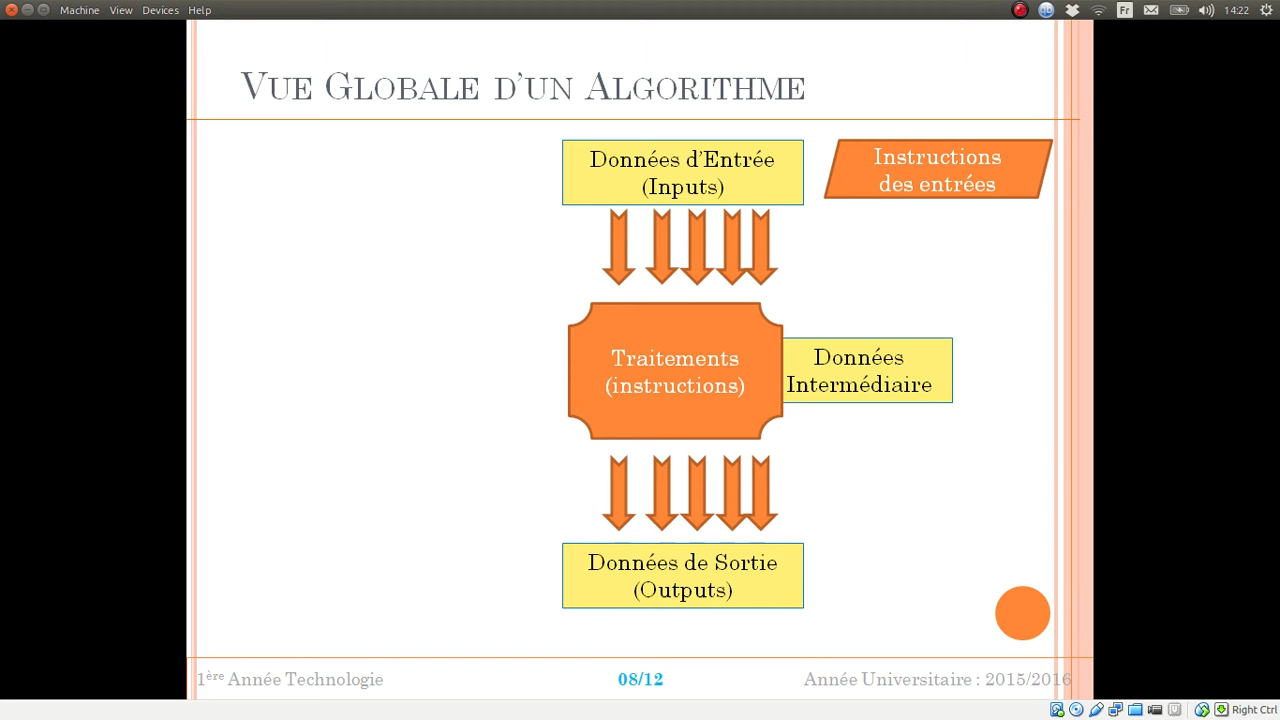 Machine View Devices Help
Fr 14:22
Vue Globale d'un Algorithme
Données d'Entrée
(Inputs)
Instructions
des entrées
Traitements
(instructions)
Données
Intermédiaire
Données de Sortie
(Outputs)
1ère Année Technologie
08/12
Année Universitaire : 2015/2016
Right Ctrl